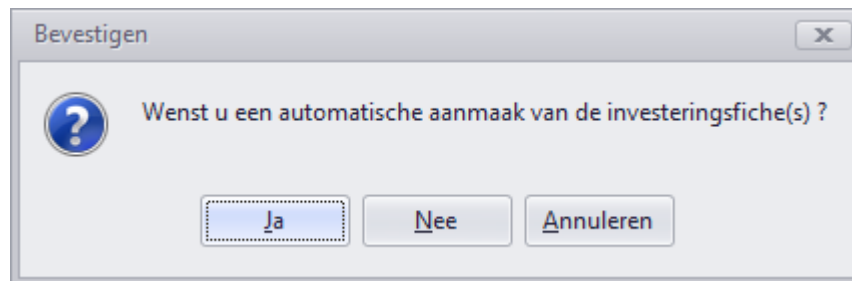 Bevestigen
Wenst u een automatische aanmaak van de investeringsfiche(s) ?
Ja Nee Annuleren